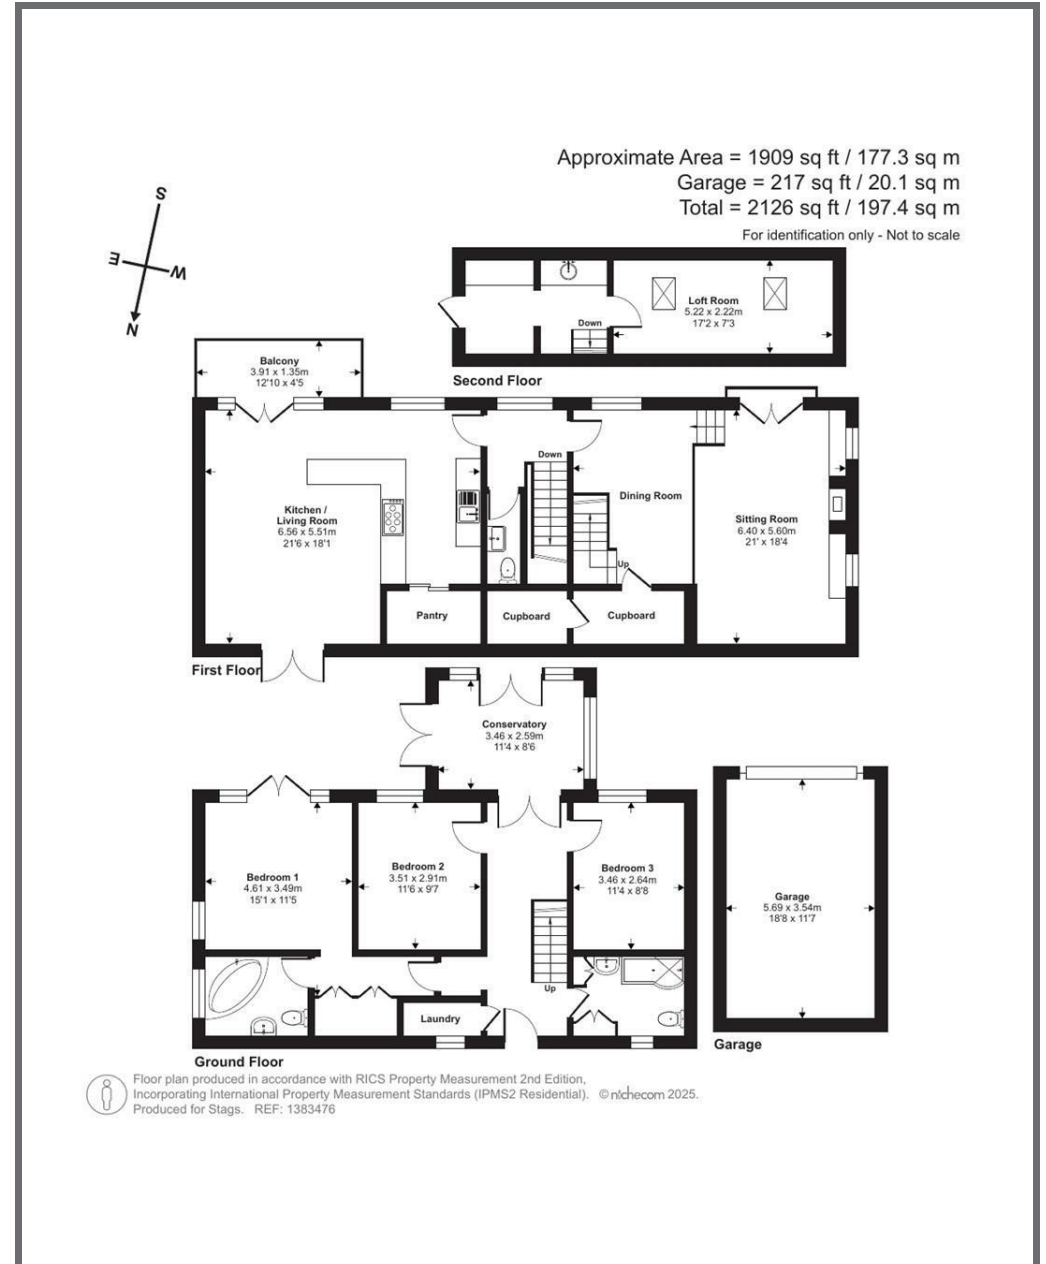 Approximate Area = 1909 sq ft / 177.3 sq m
Garage = 217 sq ft / 20.1 sq m
Total = 2126 sq ft / 197.4 sq m
For identification only - Not to scale
S
E
W
N
Loft Room
5.22 x 2.22m
17'2 x 7'3
Down
Second Floor
Balcony
3.91 x 1.35m
12'10 x 4'5
Down
Dining Room
Kitchen /
Living Room
6.56 x 5.51m
21'6 x 18'1
Sitting Room
6.40 x 5.60m
21' x 18'4
Up
Pantry
Cupboard
Cupboard
First Floor
Conservatory
3.46 x 2.59m
11'4 x 8'6
Bedroom 1
4.61 x 3.49m
15'1 x 11'5
Bedroom 2
3.51 x 2.91m
11'6 x 9'7
Bedroom 3
3.46 x 2.64m
11'4 x 8'8
Garage
5.69 x 3.54m
18'8 x 11'7
Up
Laundry
Garage
Ground Floor
Floor plan produced in accordance with RICS Property Measurement 2nd Edition,
Incorporating International Property Measurement Standards (IPMS2 Residential). © nichecom 2025.
Produced for Stags. REF: 1383476